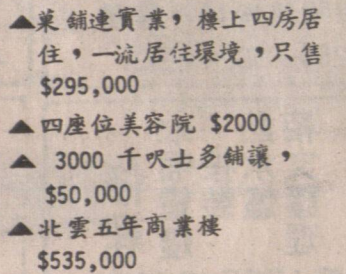 ▲菓舖連實業，樓上四房居
住，一流居住環境，只售
$295,000
▲四座位美容院 $2000
▲ 3000 千呎士多舖讓，
$50,000
▲北雲五年商業樓
$535,000